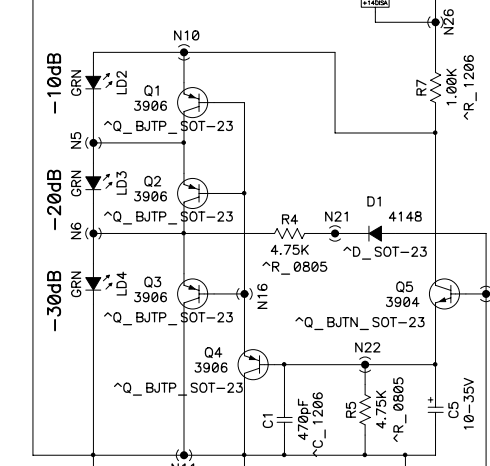 +14DISA
N26
N10
-10dB
GRN
LD2
Q1
3906
^Q_BJTP_SOT-23
R7
1.00K
^R_1206
N5
-20dB
GRN
LD3
Q2
3906
^Q_BJTP_SOT-23
N6
R4
4.75K
^R_0805
N21
D1
4148
^D_SOT-23
-30dB
GRN
LD4
Q3
3906
^Q_BJTP_SOT-23
N16
Q5
3904
^Q_BJTN_SOT-23
Q4
3906
^Q_BJTP_SOT-23
N22
C1
470pF
^C_1206
R5
4.75K
^R_0805
C5
10-35V
+